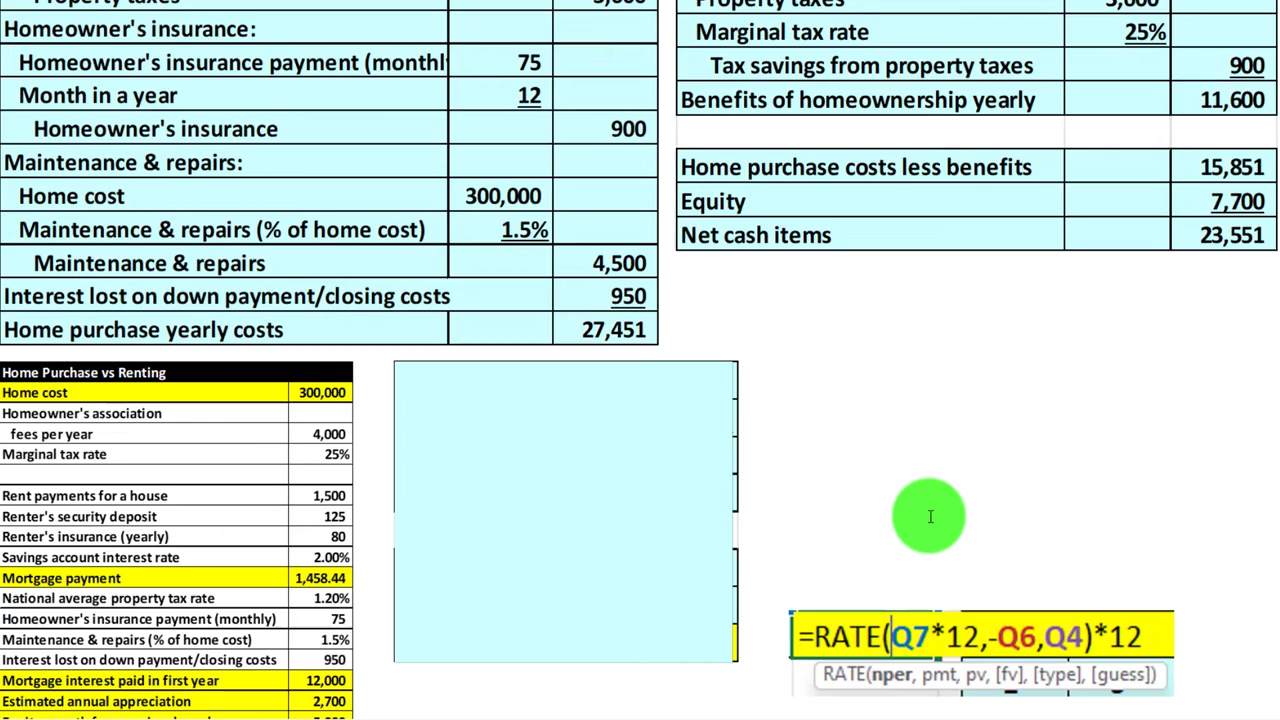 Property taxes
Homeowner's insurance:
Homeowner's insurance payment (monthl 75
Month in a year 12
Homeowner's insurance 900
Maintenance & repairs:
Home cost 300,000
Maintenance & repairs (% of home cost) 1.5%
Maintenance & repairs 4,500
Interest lost on down payment/closing costs 950
Home purchase yearly costs 27,451
Property taxes
Marginal tax rate 25%
Tax savings from property taxes 900
Benefits of homeownership yearly 11,600
Home purchase costs less benefits 15,851
Equity 7,700
Net cash items 23,551
Home Purchase vs Renting
Home cost 300,000
Homeowner's association
fees per year 4,000
Marginal tax rate 25%
Rent payments for a house 1,500
Renter's security deposit 125
Renter's insurance (yearly) 80
Savings account interest rate 2.00%
Mortgage payment 1,458.44
National average property tax rate 1.20%
Homeowner's insurance payment (monthly) 75
Maintenance & repairs (% of home cost) 1.5%
Interest lost on down payment/closing costs 950
Mortgage interest paid in first year 12,000
Estimated annual appreciation 2,700
=RATE(Q7*12,-Q6,Q4)*12
RATE(nper, pmt, pv, [fv], [type], [guess])